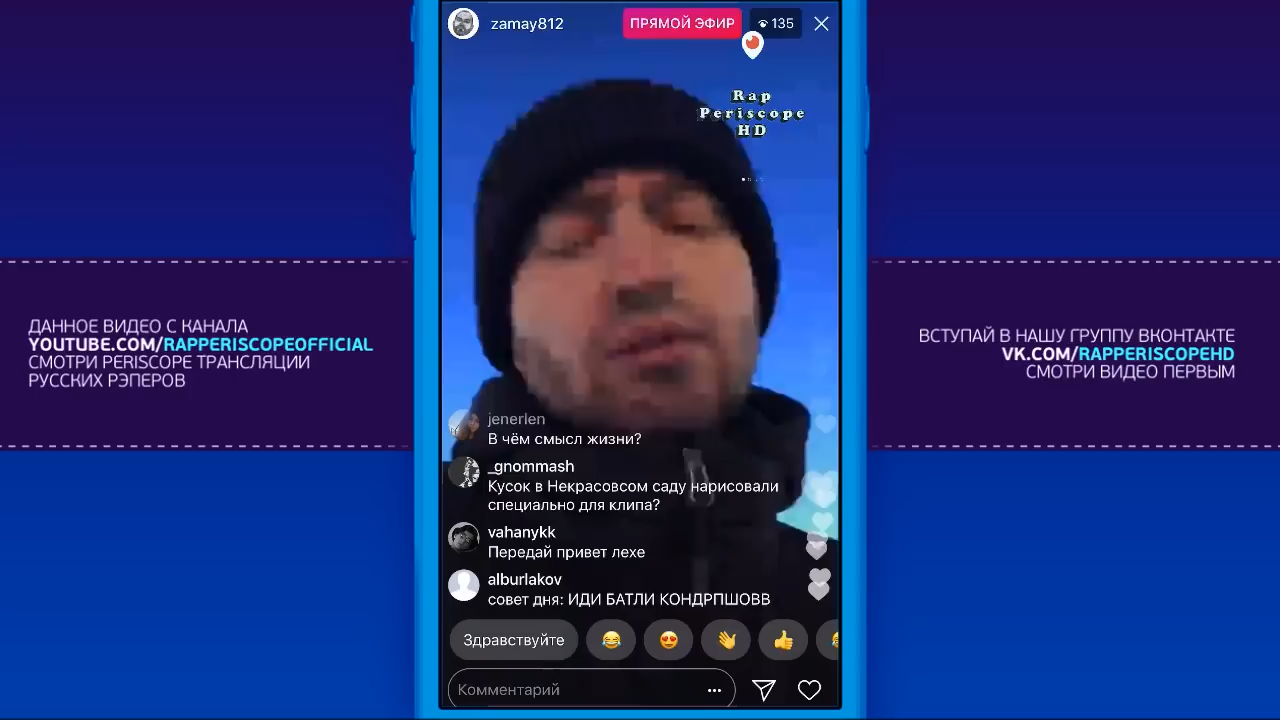 zamay812
ПРЯМОЙ ЭФИР
135
Rap
Periscope
HD
ДАННОЕ ВИДЕО С КАНАЛА
YOUTUBE.COM/RAPPERISCOPEOFFICIAL
СМОТРИ PERISCOPE ТРАНСЛЯЦИИ
РУССКИХ РЭПЕРОВ
ВСТУПАЙ В НАШУ ГРУППУ ВКОНТАКТЕ
VK.COM/RAPPERISCOPEHD
СМОТРИ ВИДЕО ПЕРВЫМ
jenerlen
В чём смысл жизни?
_gnommash
Кусок в Некрасовсом саду нарисовали
специально для клипа?
vahanykk
Передай привет лехе
alburlakov
совет дня: ИДИ БАТЛИ КОНДРПШОВВ
Здравствуйте
Комментарий